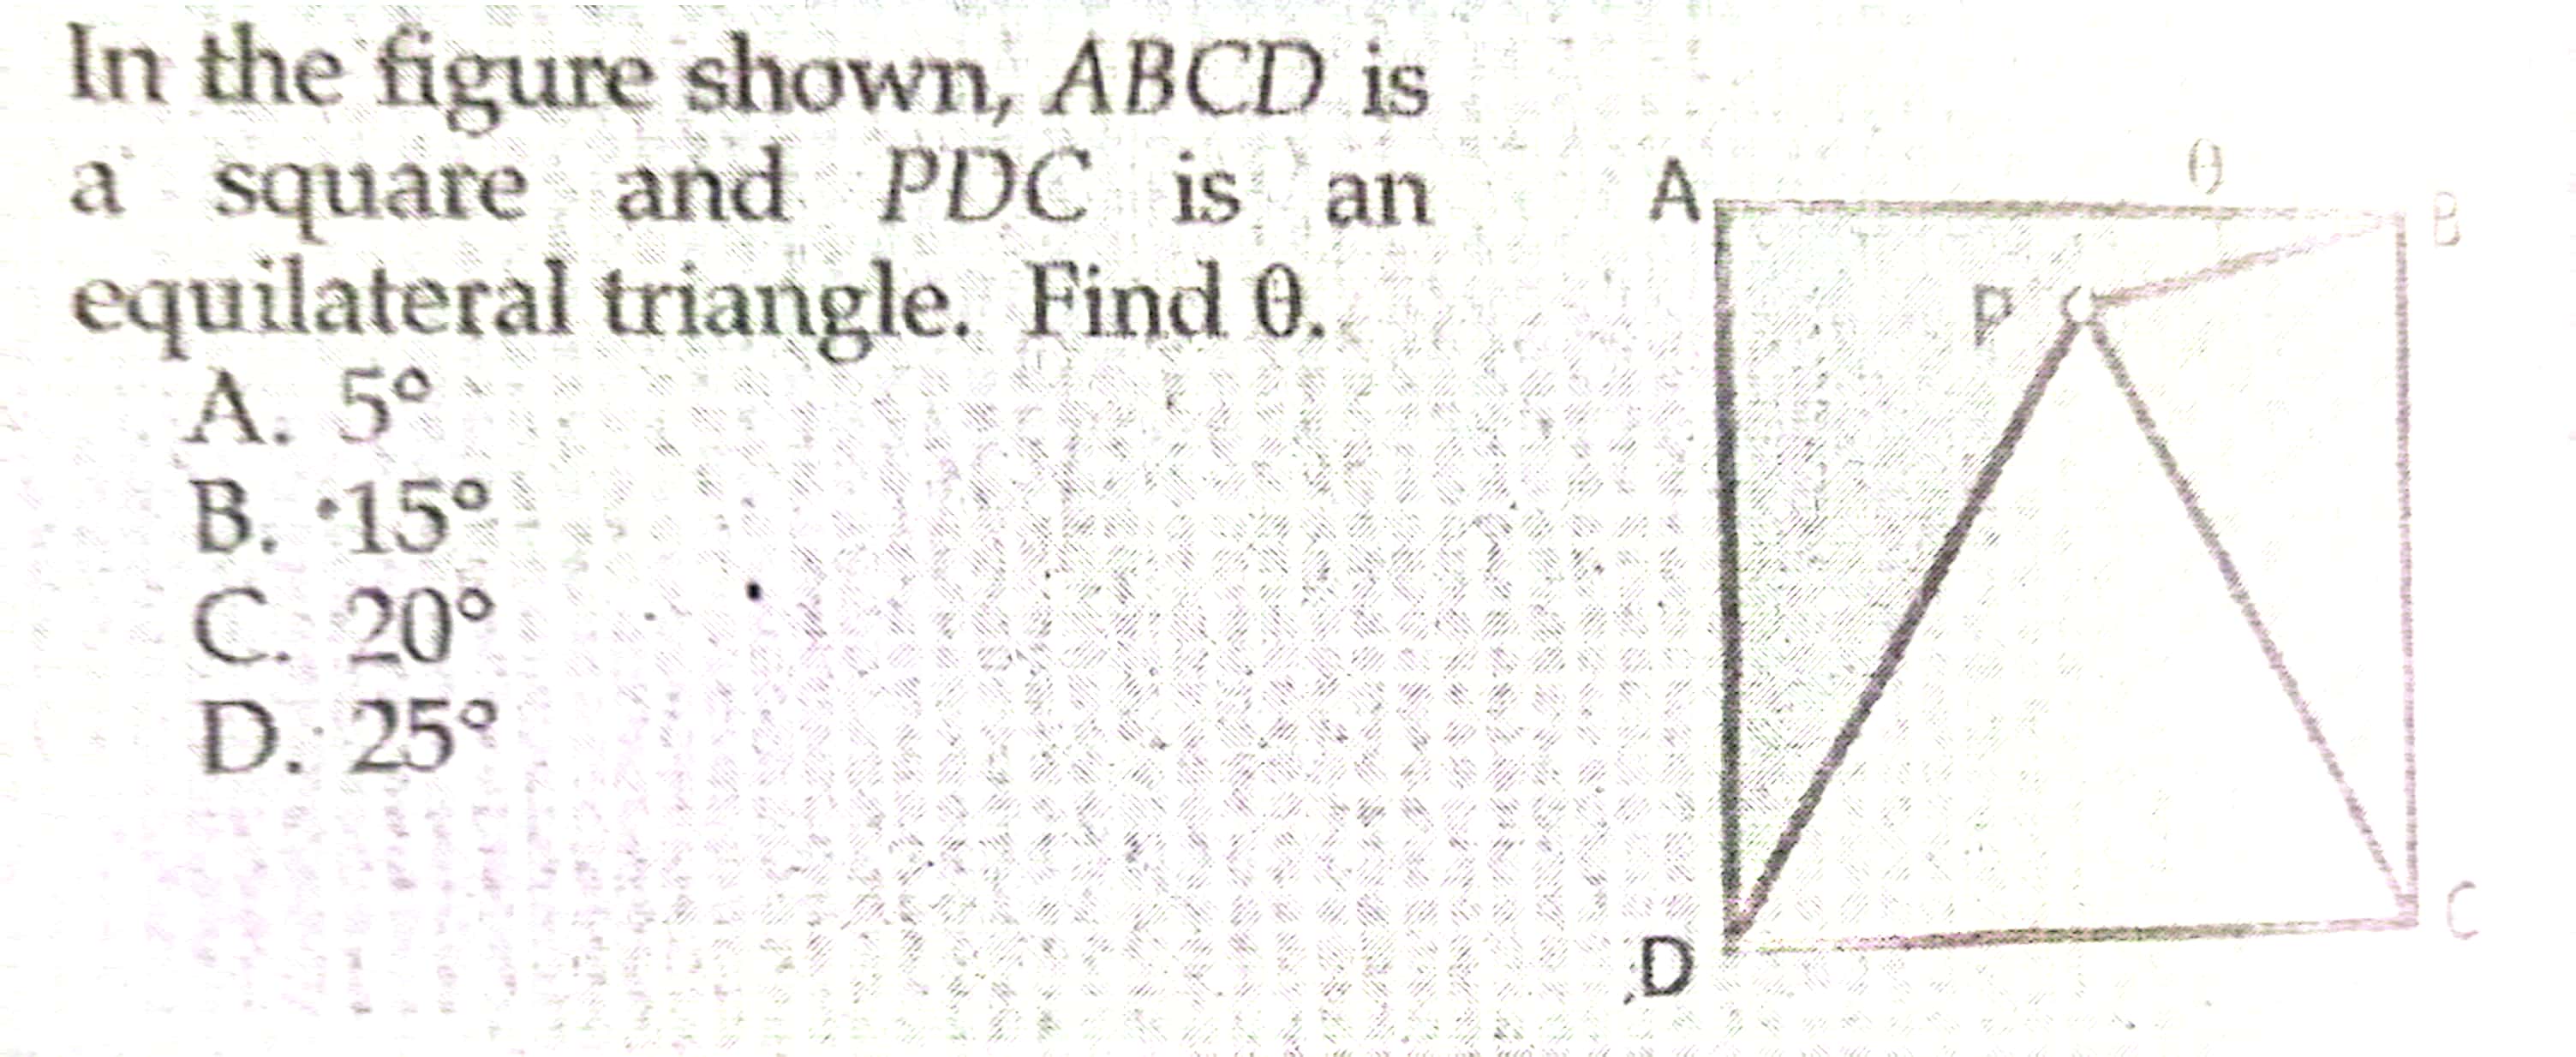 In the figure shown, ABCD is
a square and PDC is an
equilateral triangle. Find θ.
A. 5°
B. 15°
C. 20°
D. 25°
A
θ
B
P
D
C